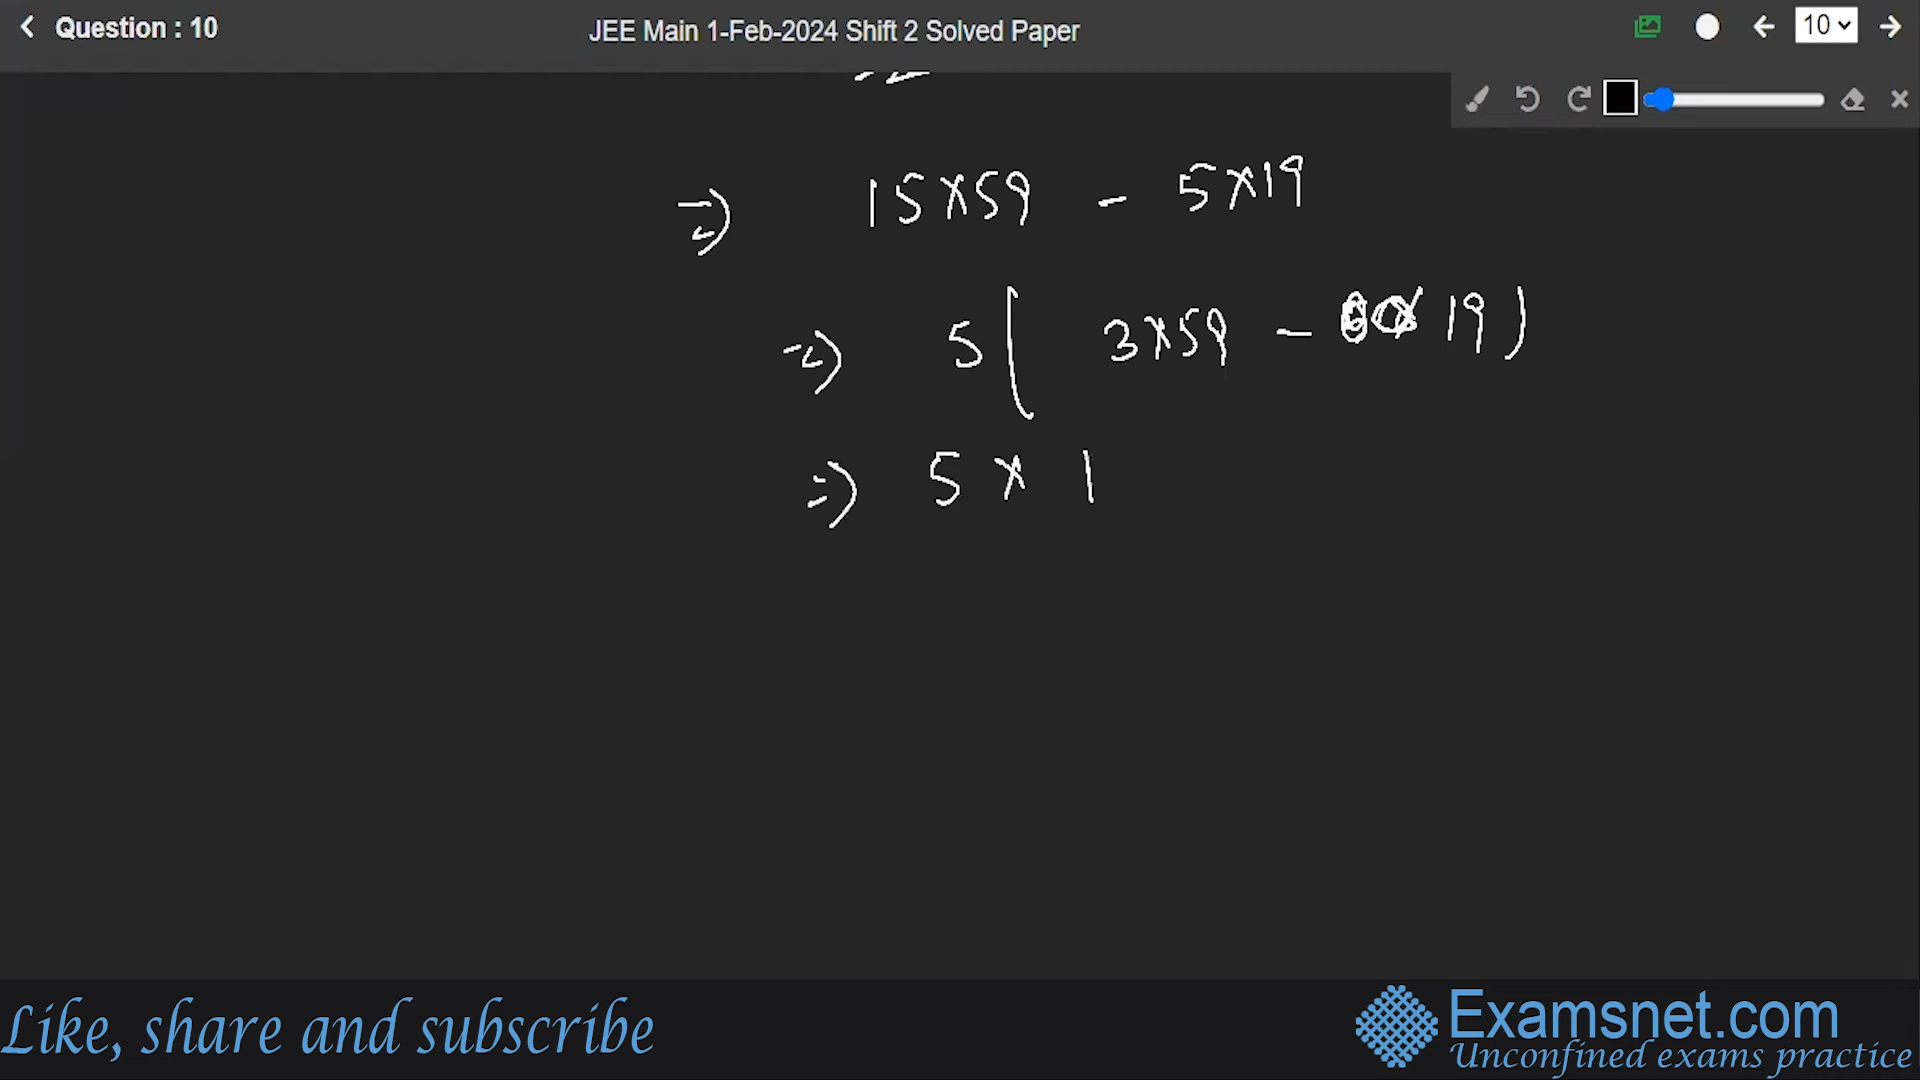 Question : 10
JEE Main 1-Feb-2024 Shift 2 Solved Paper
10
⇒ 15×59 - 5×19
⇒ 5( 3×59 - 19)
⇒ 5 × 1
Like, share and subscribe
Examsnet.com
Unconfined exams practice